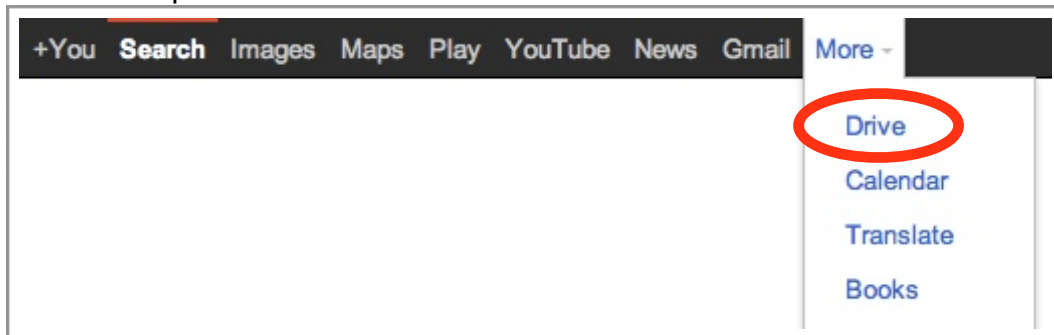 +You Search Images Maps Play YouTube News Gmail More
Drive
Calendar
Translate
Books